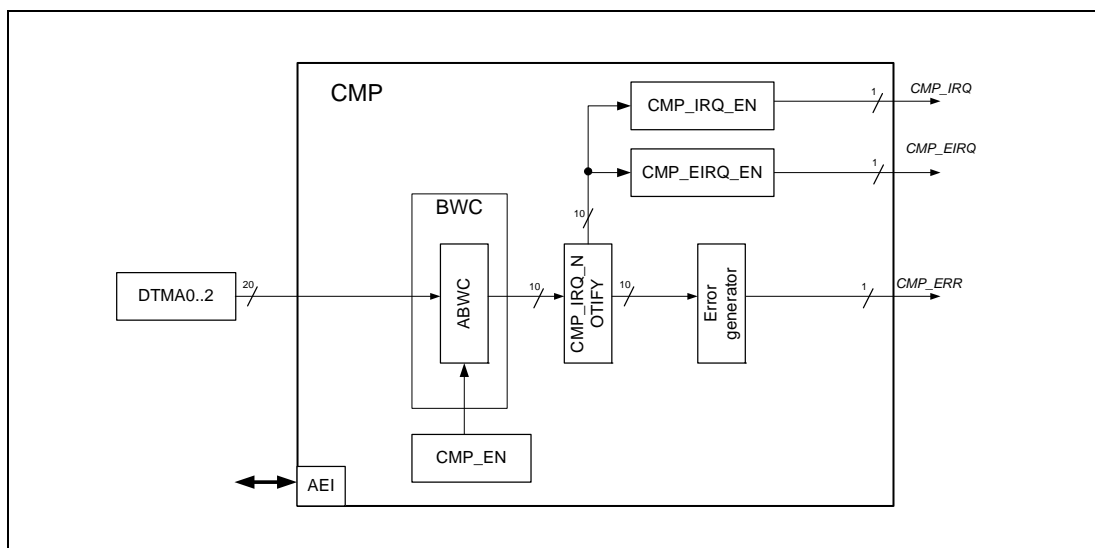 CMP
CMP_IRQ_EN
1
CMP_IRQ
CMP_EIRQ_EN
1
CMP_EIRQ
BWC
10
DTMA0..2
20
ABWC
10
CMP_IRQ_N
OTIFY
10
Error
generator
1
CMP_ERR
CMP_EN
AEI